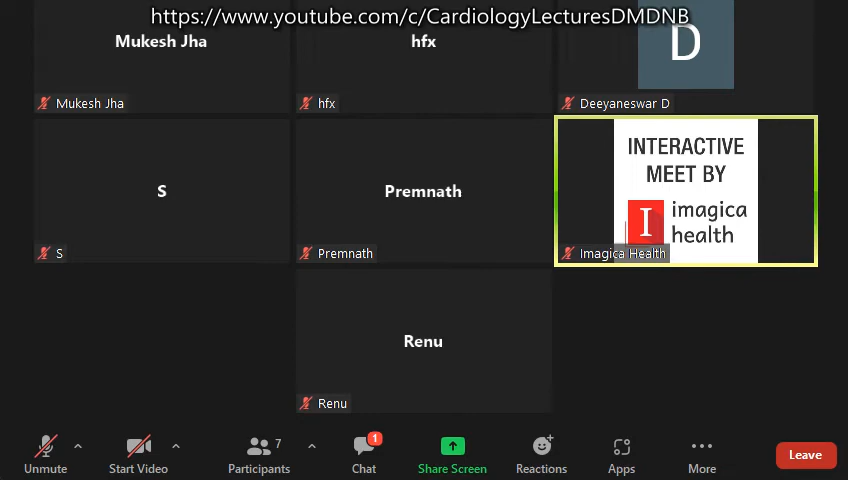 https://www.youtube.com/c/CardiologyLecturesDMDNB
Mukesh Jha
hfx
D
Mukesh Jha
hfx
Deeyaneswar D
S
Premnath
INTERACTIVE
MEET BY
I imagica
health
S
Premnath
Imagica Health
Renu
Renu
7
1
Unmute
Start Video
Participants
Chat
Share Screen
Reactions
Apps
More
Leave